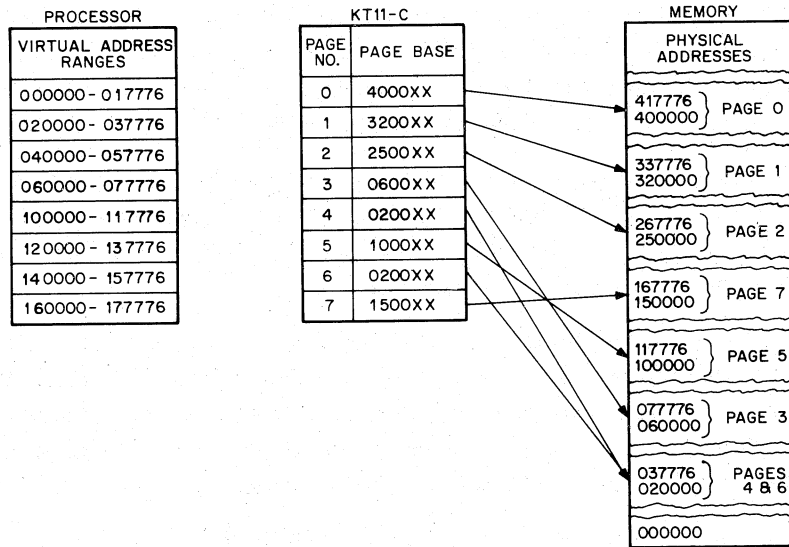 PROCESSOR
VIRTUAL ADDRESS
RANGES
000000 - 017776
020000 - 037776
040000 - 057776
060000 - 077776
100000 - 117776
120000 - 137776
140000 - 157776
160000 - 177776
KT11-C
PAGE NO. PAGE BASE
0 4000XX
1 3200XX
2 2500XX
3 0600XX
4 0200XX
5 1000XX
6 0200XX
7 1500XX
MEMORY
PHYSICAL
ADDRESSES
417776
400000 PAGE 0
337776
320000 PAGE 1
267776
250000 PAGE 2
167776
150000 PAGE 7
117776
100000 PAGE 5
077776
060000 PAGE 3
037776 PAGES
020000 4 & 6
000000